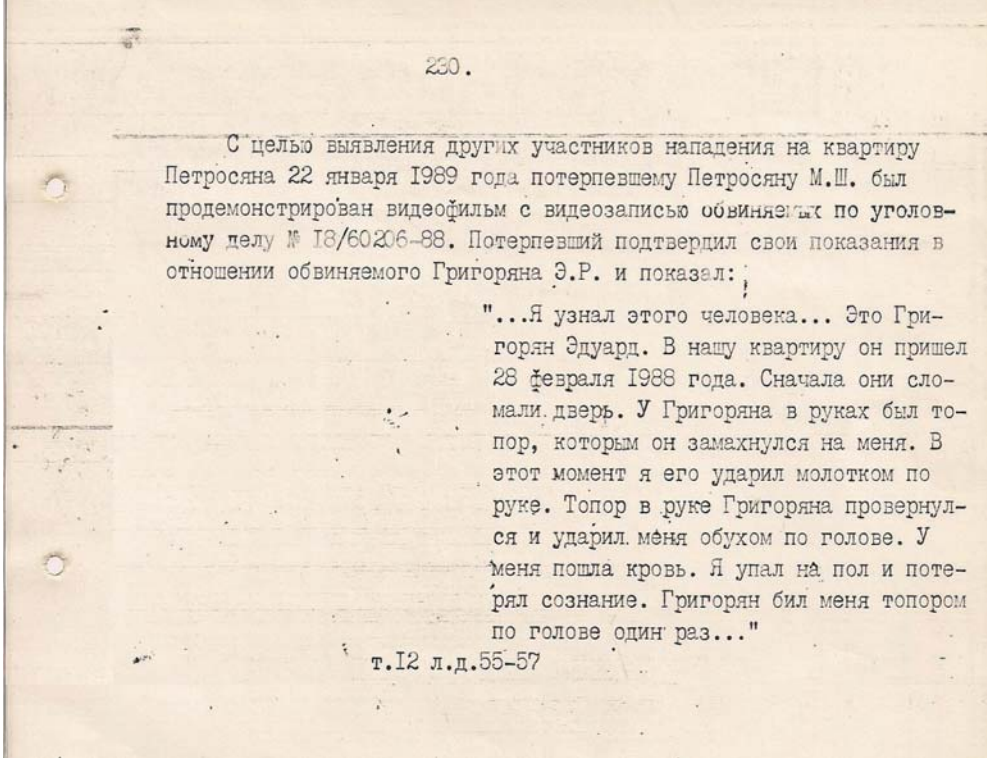 230.
С целью выявления других участников нападения на квартиру
Петросяна 22 января I989 года потерпевшему Петросяну М.Ш. был
продемонстрирован видеофильм с видеозаписью обвиняемых по уголов-
ному делу № I8/60206-88. Потерпевший подтвердил свои показания в
отношении обвиняемого Григоряна Э.Р. и показал:
"...Я узнал этого человека... Это Гри-
горян Эдуард. В нашу квартиру он пришел
28 февраля I988 года. Сначала они сло-
мали дверь. У Григоряна в руках был то-
пор, которым он замахнулся на меня. В
этот момент я его ударил молотком по
руке. Топор в руке Григоряна провернул-
ся и ударил меня обухом по голове. У
меня пошла кровь. Я упал на пол и поте-
рял сознание. Григорян бил меня топором
по голове один раз..."
т.I2 л.д.55-57